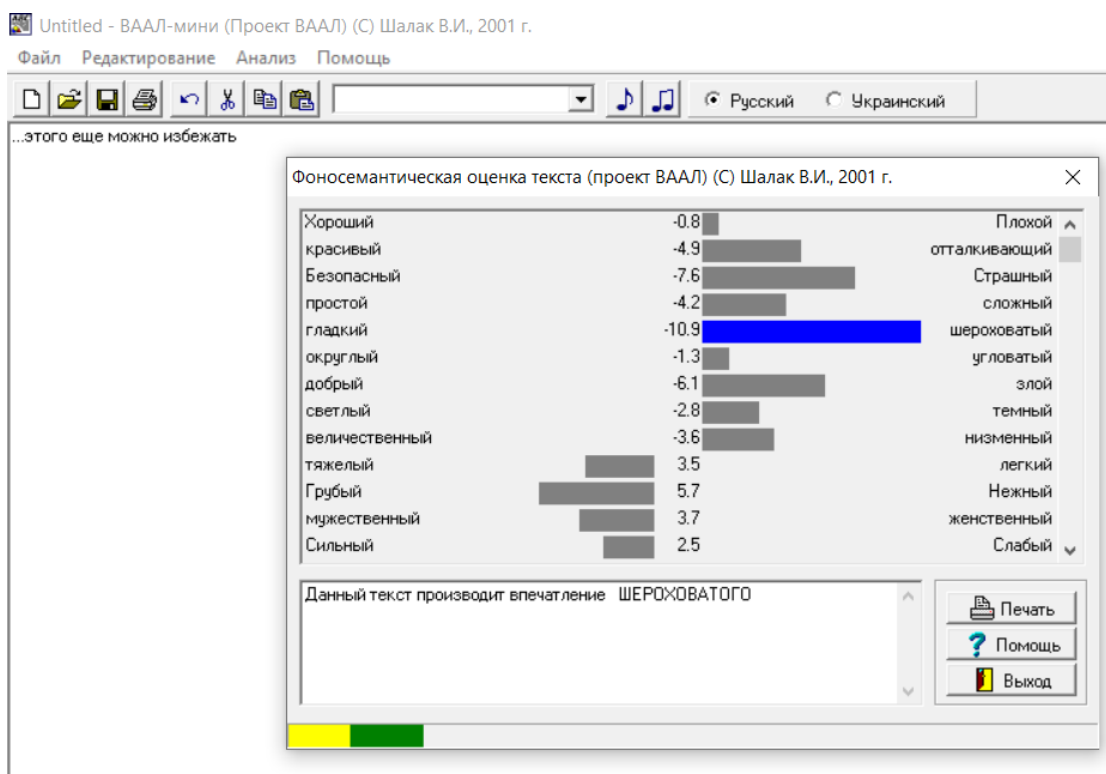 Untitled - ВААЛ-мини (Проект ВААЛ) (С) Шалак В.И., 2001 г.
Файл Редактирование Анализ Помощь
Русский Украинский
...этого еще можно избежать
Фоносемантическая оценка текста (проект ВААЛ) (С) Шалак В.И., 2001 г.
Хороший -0.8 Плохой
красивый -4.9 отталкивающий
Безопасный -7.6 Страшный
простой -4.2 сложный
гладкий -10.9 шероховатый
округлый -1.3 угловатый
добрый -6.1 злой
светлый -2.8 темный
величественный -3.6 низменный
тяжелый 3.5 легкий
Грубый 5.7 Нежный
мужественный 3.7 женственный
Сильный 2.5 Слабый
Данный текст производит впечатление ШЕРОХОВАТОГО
Печать
Помощь
Выход